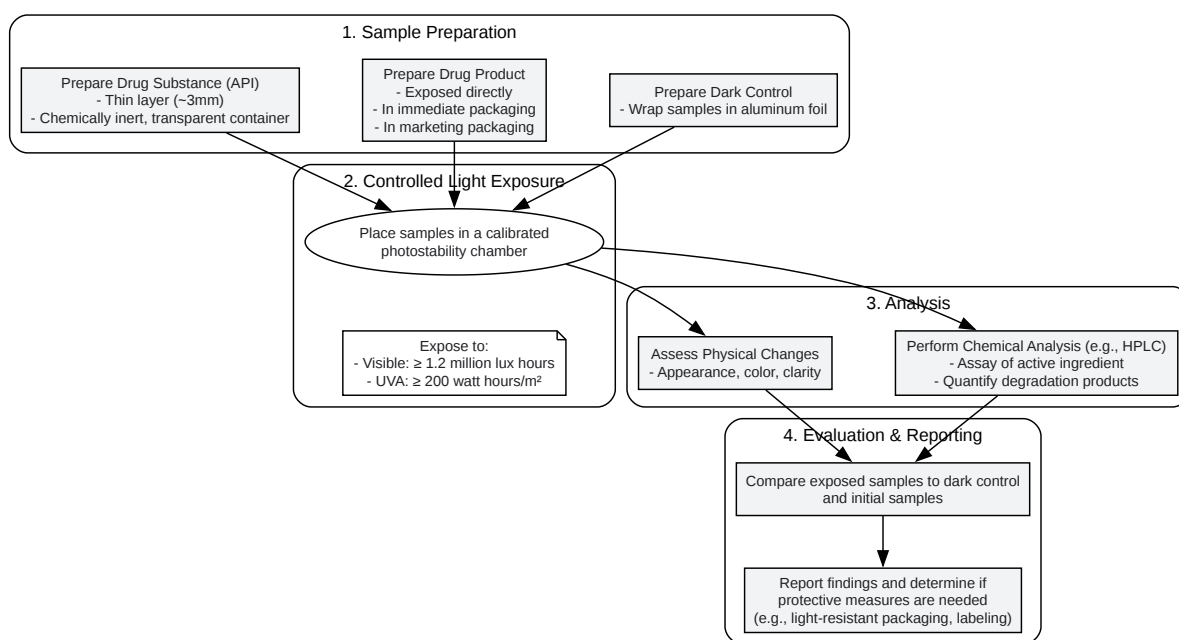 1. Sample Preparation
Prepare Drug Substance (API)
- Thin layer (~3mm)
- Chemically inert, transparent container
Prepare Drug Product
- Exposed directly
- In immediate packaging
- In marketing packaging
Prepare Dark Control
- Wrap samples in aluminum foil
2. Controlled Light Exposure
Place samples in a calibrated
photostability chamber
Expose to:
- Visible: ≥ 1.2 million lux hours
- UVA: ≥ 200 watt hours/m²
3. Analysis
Assess Physical Changes
- Appearance, color, clarity
Perform Chemical Analysis (e.g., HPLC)
- Assay of active ingredient
- Quantify degradation products
4. Evaluation & Reporting
Compare exposed samples to dark control
and initial samples
Report findings and determine if
protective measures are needed
(e.g., light-resistant packaging, labeling)